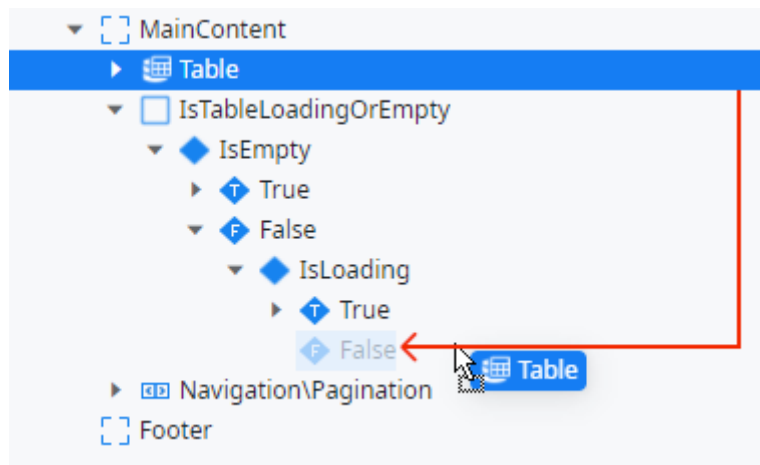 MainContent
Table
IsTableLoadingOrEmpty
IsEmpty
T True
F False
IsLoading
T True
F False
Table
Navigation\Pagination
Footer